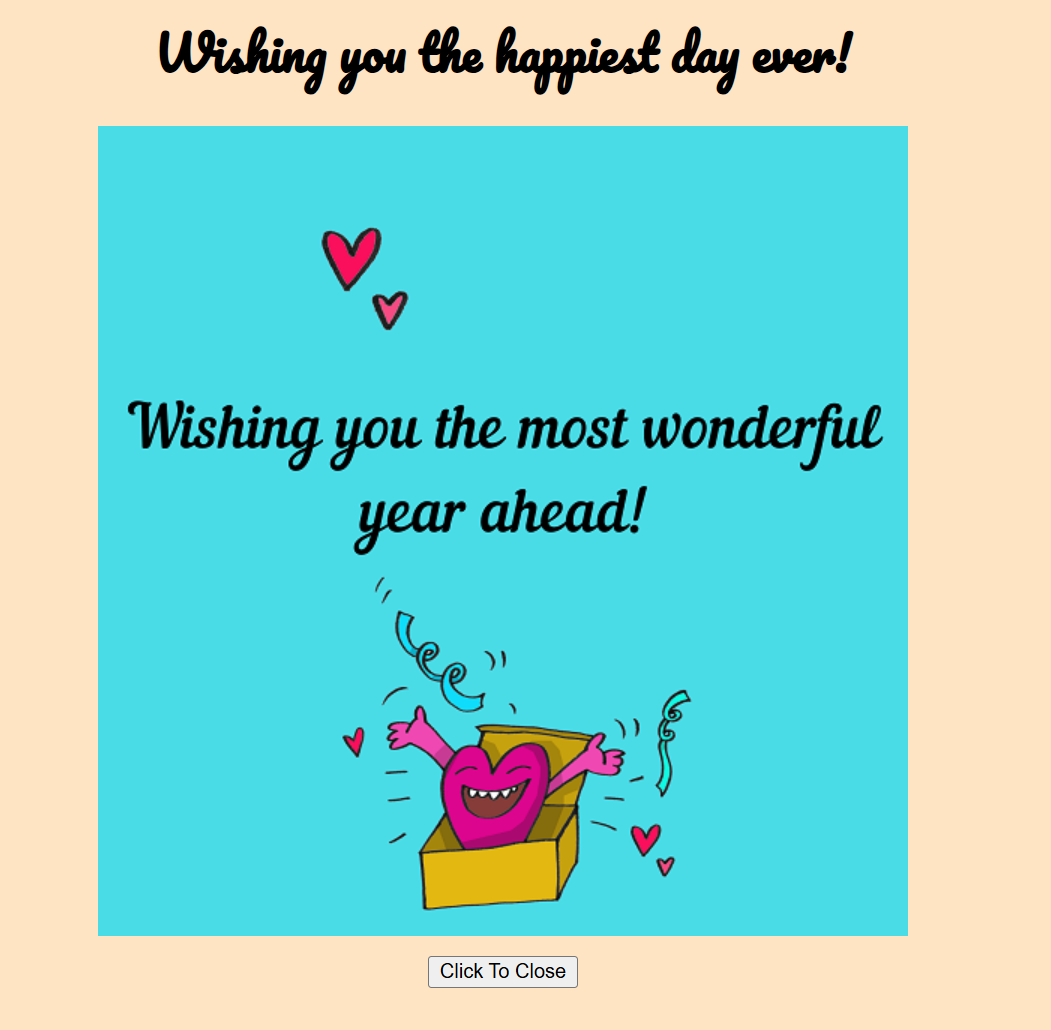 Wishing you the happiest day ever!
Wishing you the most wonderful
year ahead!
Click To Close